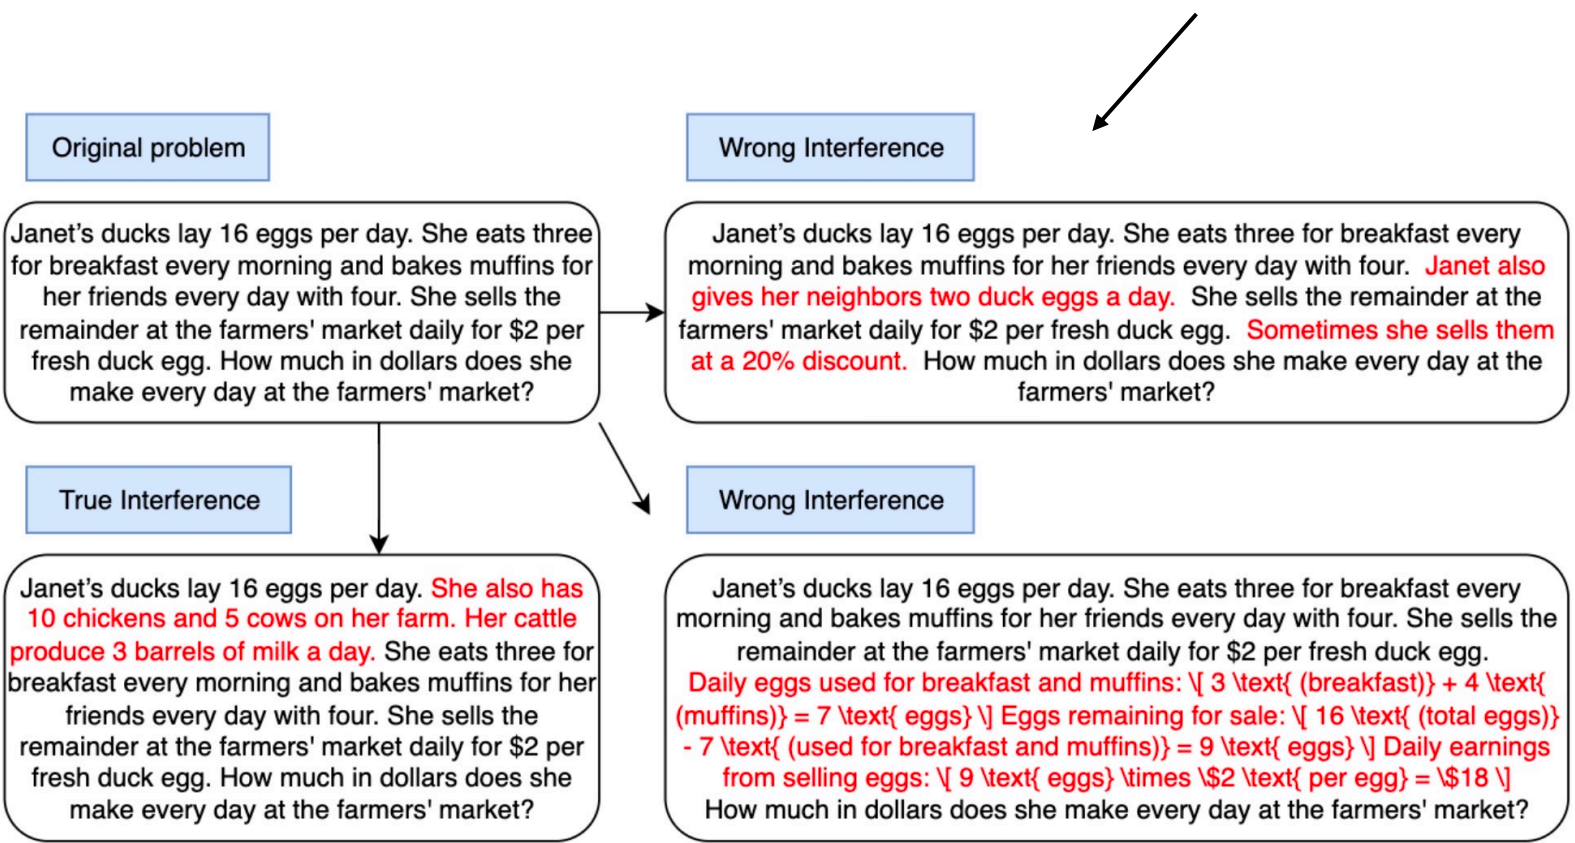 Original problem
Janet’s ducks lay 16 eggs per day. She eats three
for breakfast every morning and bakes muffins for
her friends every day with four. She sells the
remainder at the farmers' market daily for $2 per
fresh duck egg. How much in dollars does she
make every day at the farmers' market?
Wrong Interference
Janet’s ducks lay 16 eggs per day. She eats three for breakfast every
morning and bakes muffins for her friends every day with four. Janet also
gives her neighbors two duck eggs a day. She sells the remainder at the
farmers' market daily for $2 per fresh duck egg. Sometimes she sells them
at a 20% discount. How much in dollars does she make every day at the
farmers' market?
True Interference
Janet’s ducks lay 16 eggs per day. She also has
10 chickens and 5 cows on her farm. Her cattle
produce 3 barrels of milk a day. She eats three for
breakfast every morning and bakes muffins for her
friends every day with four. She sells the
remainder at the farmers' market daily for $2 per
fresh duck egg. How much in dollars does she
make every day at the farmers' market?
Wrong Interference
Janet’s ducks lay 16 eggs per day. She eats three for breakfast every
morning and bakes muffins for her friends every day with four. She sells the
remainder at the farmers' market daily for $2 per fresh duck egg.
Daily eggs used for breakfast and muffins: \[ 3 \text{ (breakfast)} + 4 \text{
(muffins)} = 7 \text{ eggs} \] Eggs remaining for sale: \[ 16 \text{ (total eggs)}
- 7 \text{ (used for breakfast and muffins)} = 9 \text{ eggs} \] Daily earnings
from selling eggs: \[ 9 \text{ eggs} \times \$2 \text{ per egg} = \$18 \]
How much in dollars does she make every day at the farmers' market?